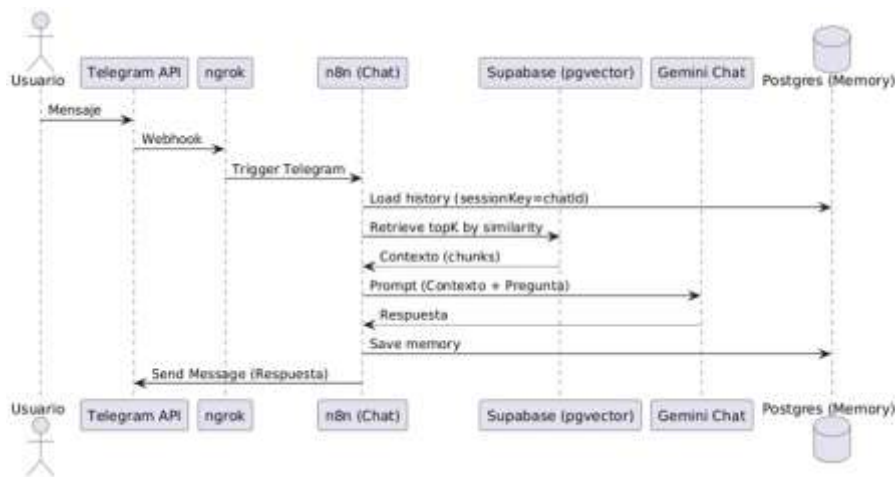 Usuario
Telegram API
ngrok
n8n (Chat)
Supabase (pgvector)
Gemini Chat
Postgres (Memory)
Mensaje
Webhook
Trigger Telegram
Load history (sessionKey=chatId)
Retrieve topK by similarity
Contexto (chunks)
Prompt (Contexto + Pregunta)
Respuesta
Save memory
Send Message (Respuesta)
Usuario
Telegram API
ngrok
n8n (Chat)
Supabase (pgvector)
Gemini Chat
Postgres (Memory)